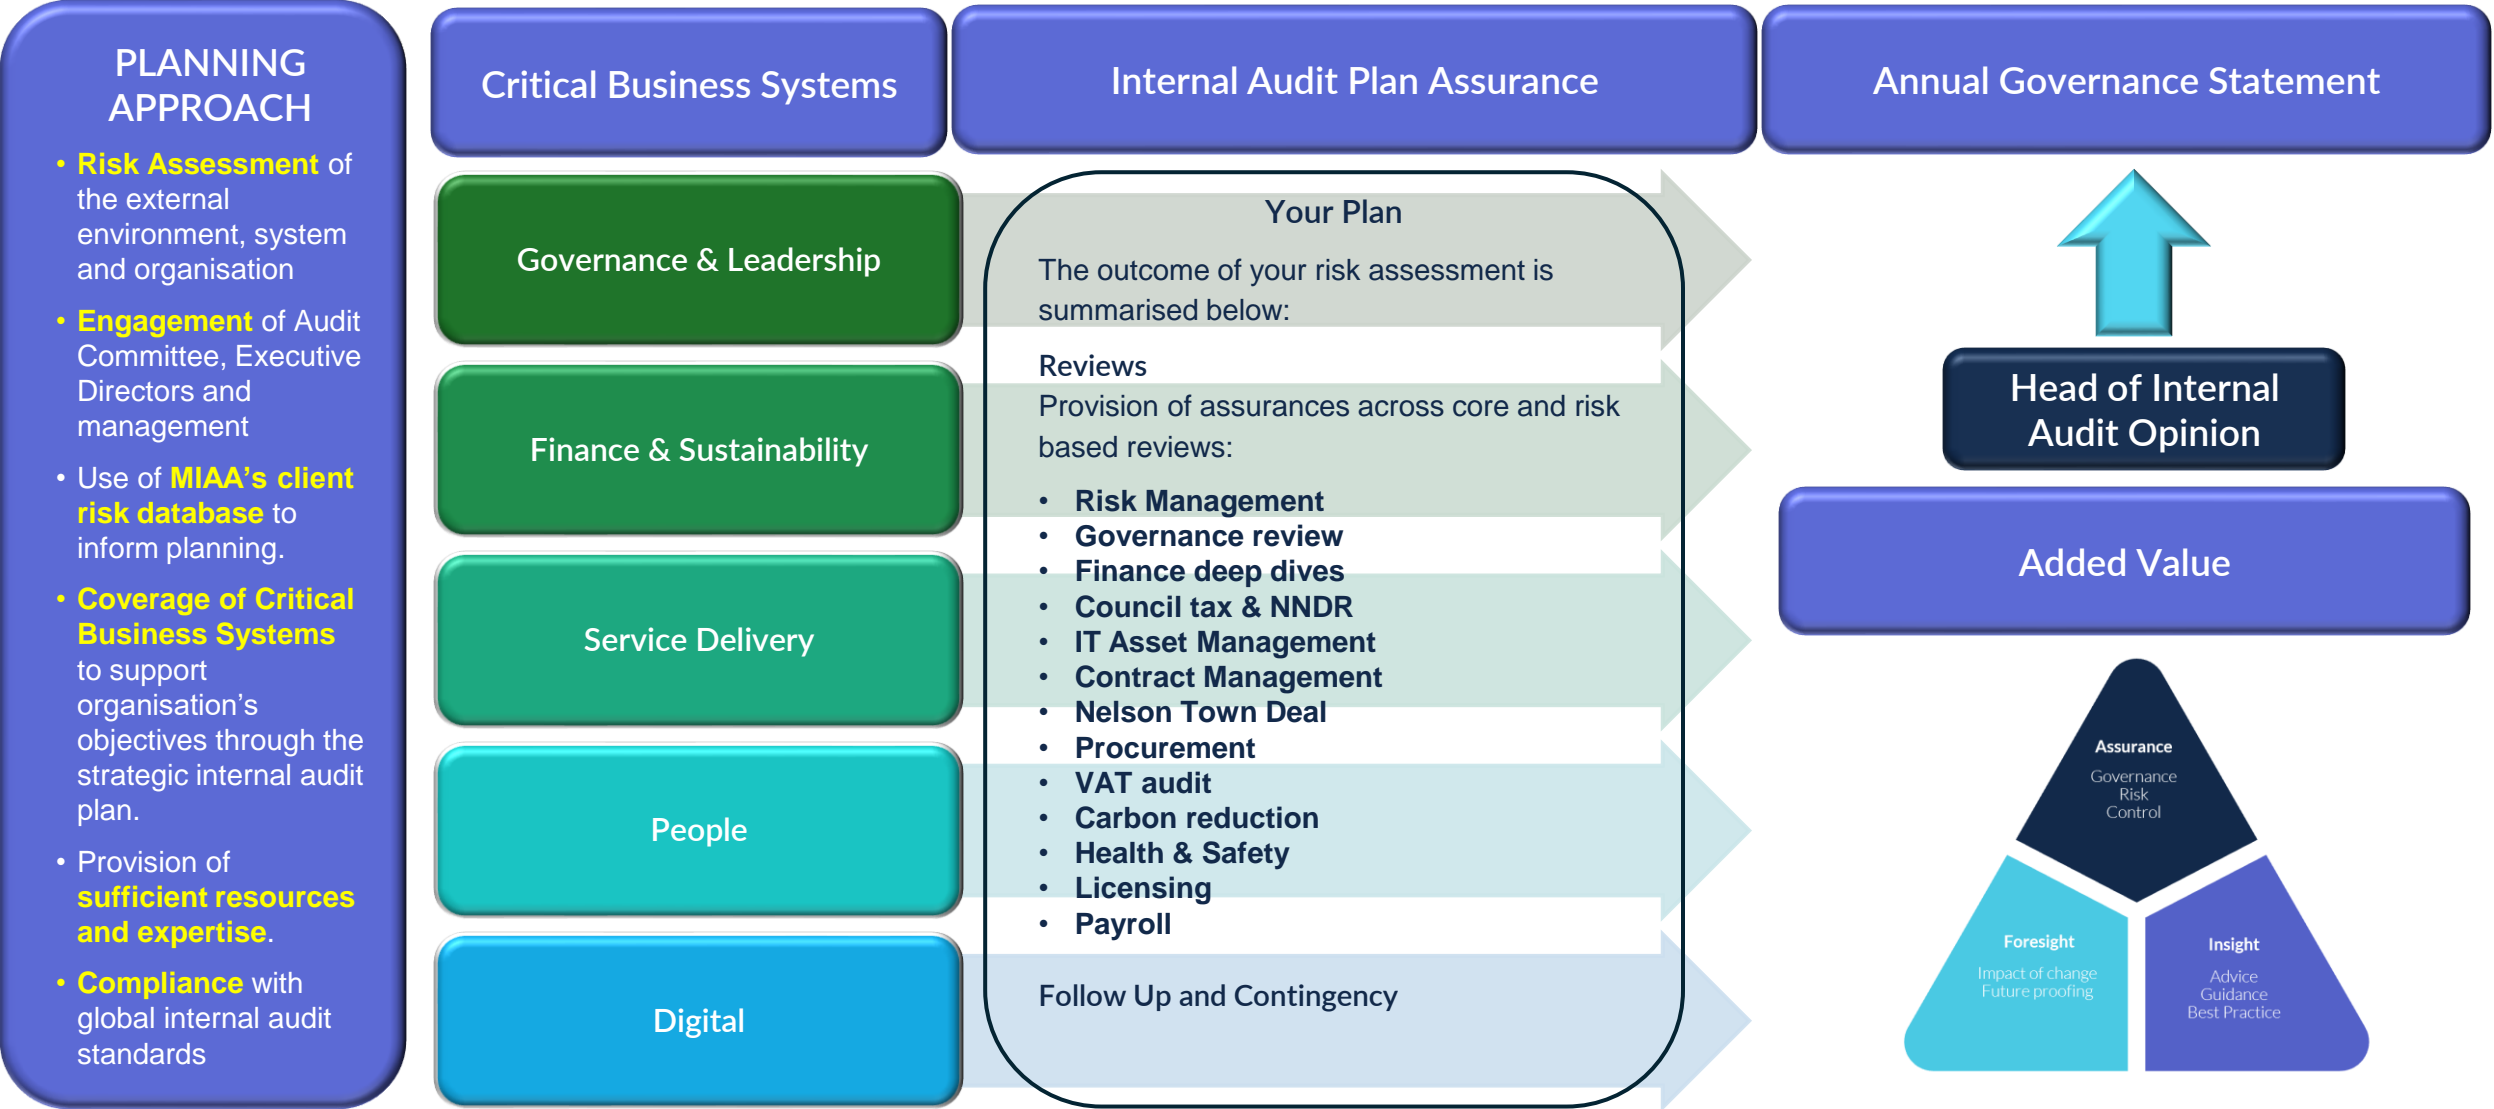 PLANNING
APPROACH
• Risk Assessment of
the external
environment, system
and organisation
• Engagement of Audit
Committee, Executive
Directors and
management
• Use of MIAA’s client
risk database to
inform planning.
• Coverage of Critical
Business Systems
to support
organisation’s
objectives through the
strategic internal audit
plan.
• Provision of
sufficient resources
and expertise.
• Compliance with
global internal audit
standards
Critical Business Systems
Governance & Leadership
Finance & Sustainability
Service Delivery
People
Digital
Internal Audit Plan Assurance
Your Plan
The outcome of your risk assessment is
summarised below:
Reviews
Provision of assurances across core and risk
based reviews:
• Risk Management
• Governance review
• Finance deep dives
• Council tax & NNDR
• IT Asset Management
• Contract Management
• Nelson Town Deal
• Procurement
• VAT audit
• Carbon reduction
• Health & Safety
• Licensing
• Payroll
Follow Up and Contingency
Annual Governance Statement
Head of Internal
Audit Opinion
Added Value
Assurance
Governance
Risk
Control
Foresight
Impact of change
Future proofing
Insight
Advice
Guidance
Best Practice